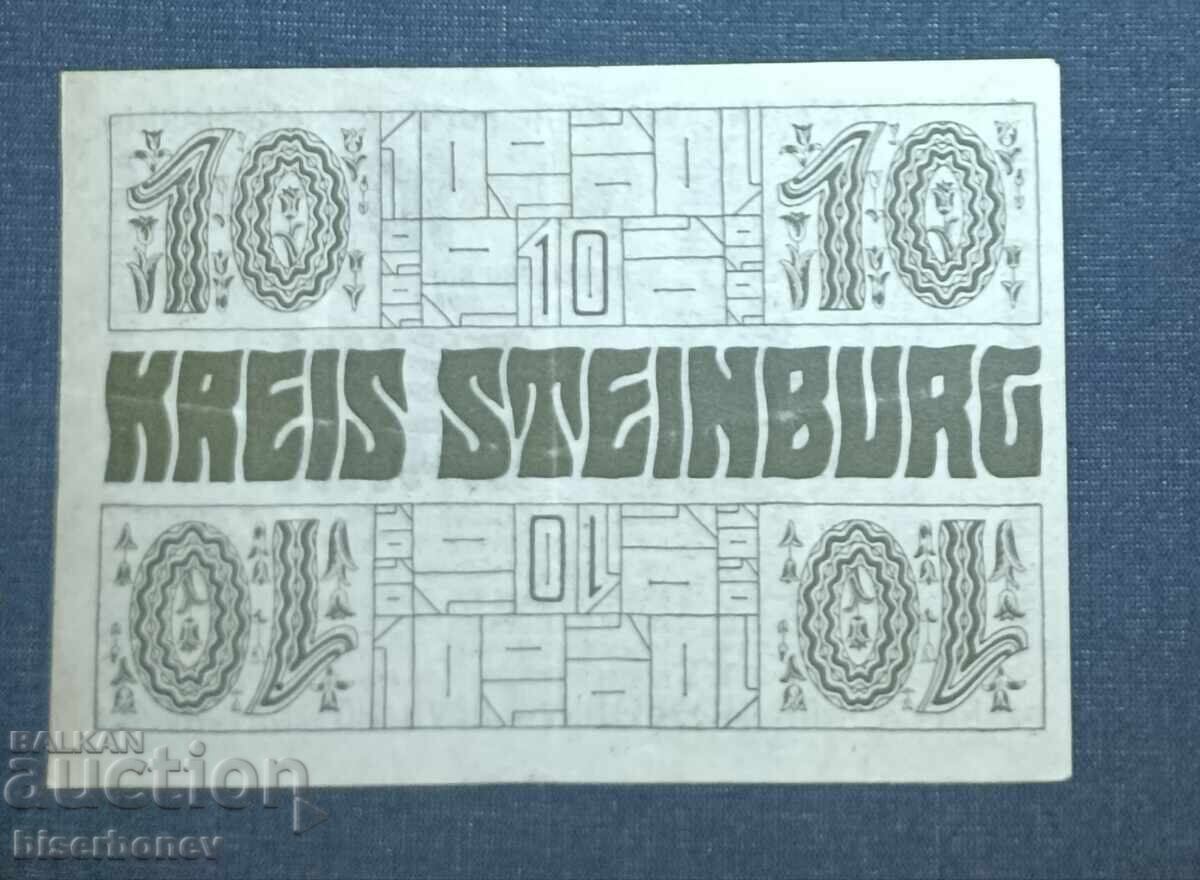 10 10 10
KREIS STEINBURG
10 10 10
BALKAN
auction
biserbonev